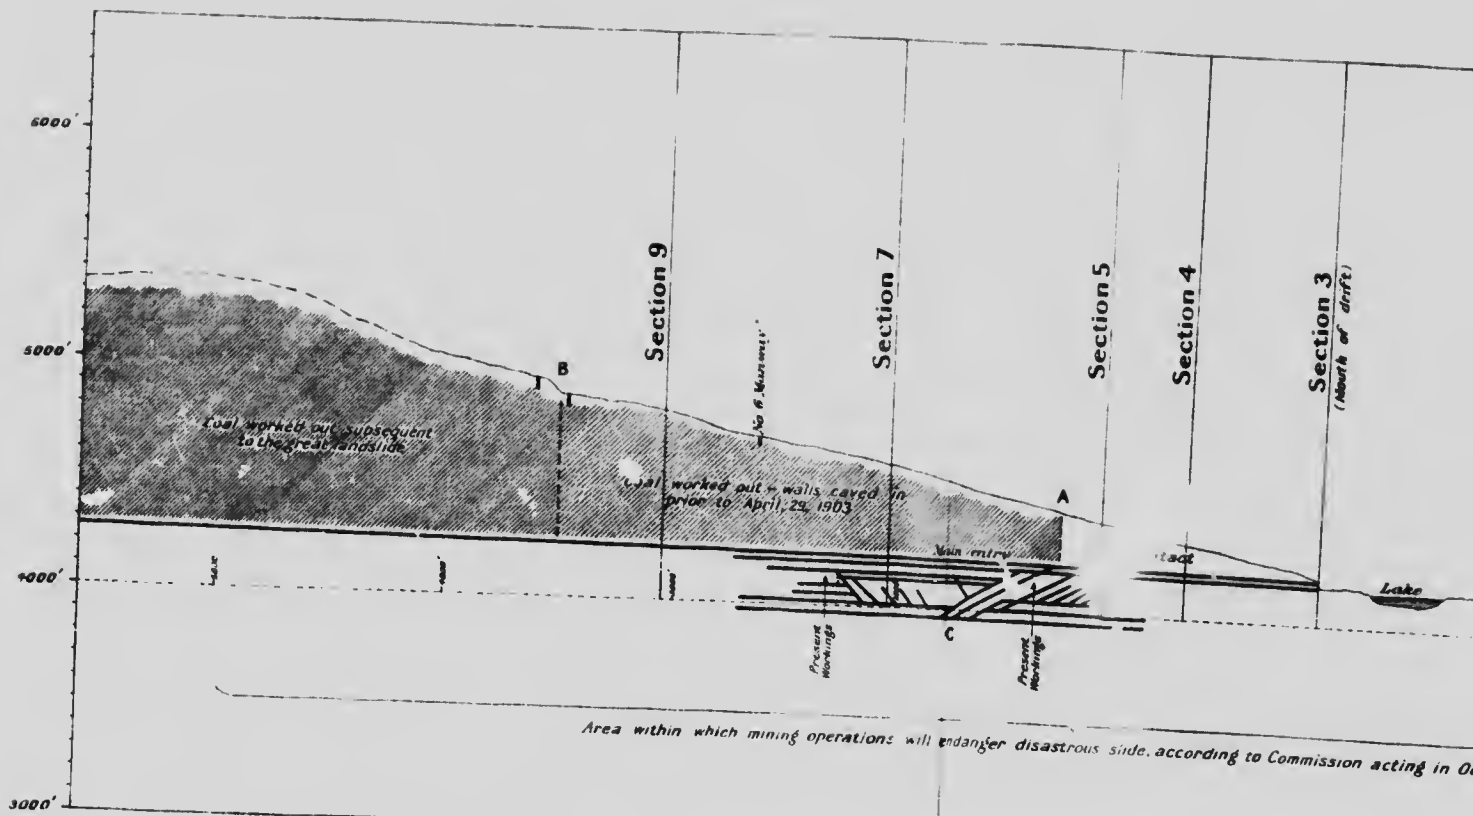 6000'
5000'
4000'
3000'
Section 9
Section 7
Section 5
Section 4
Section 3
(Mouth of drift)
B
A
C
Coal worked out subsequent
to the great landslide
Coal worked out - walls caved in
prior to April, 29, 1903
Main entry
Lake
Present
Workings
Present
Workings
Area within which mining operations will endanger disastrous slide, according to Commission acting in